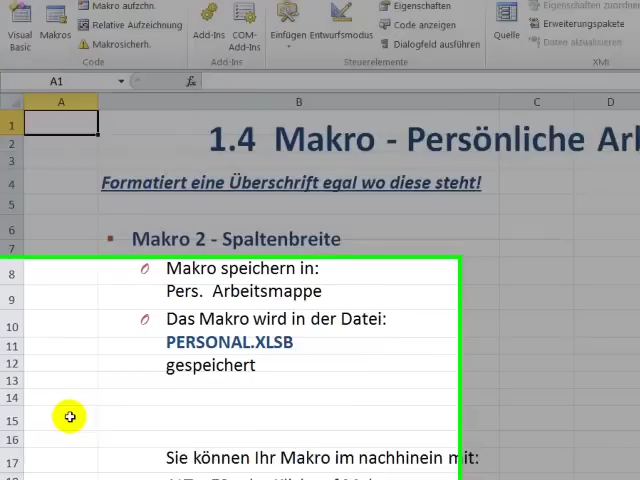 Makro aufzchn.
Relative Aufzeichnung
Makrosicherh.
Visual Basic
Makros
Code
Add-Ins
COM-Add-Ins
Add-Ins
Einfügen
Entwurfsmodus
Eigenschaften
Code anzeigen
Dialogfeld ausführen
Steuerelemente
Quelle
Eigenschaften
Erweiterungspakete
Daten aktualisieren
XML
A1
fx
A B C D
1
2 1.4 Makro - Persönliche Arb
3
4 Formatiert eine Überschrift egal wo diese steht!
5
6 ▪ Makro 2 - Spaltenbreite
7
8 Makro speichern in:
9 Pers. Arbeitsmappe
10 Das Makro wird in der Datei:
11 PERSONAL.XLSB
12 gespeichert
13
14
15
16
17 Sie können Ihr Makro im nachhinein mit: